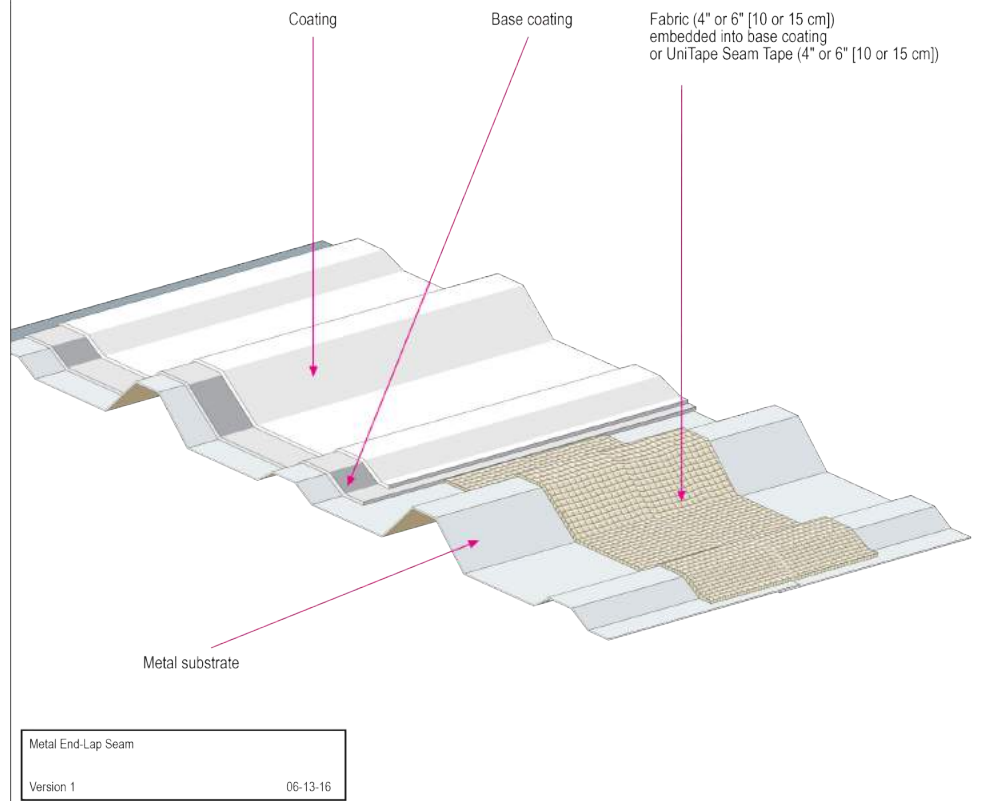 Coating
Base coating
Fabric (4" or 6" [10 or 15 cm])
embedded into base coating
or UniTape Seam Tape (4" or 6" [10 or 15 cm])
Metal substrate
Metal End-Lap Seam
Version 1 06-13-16